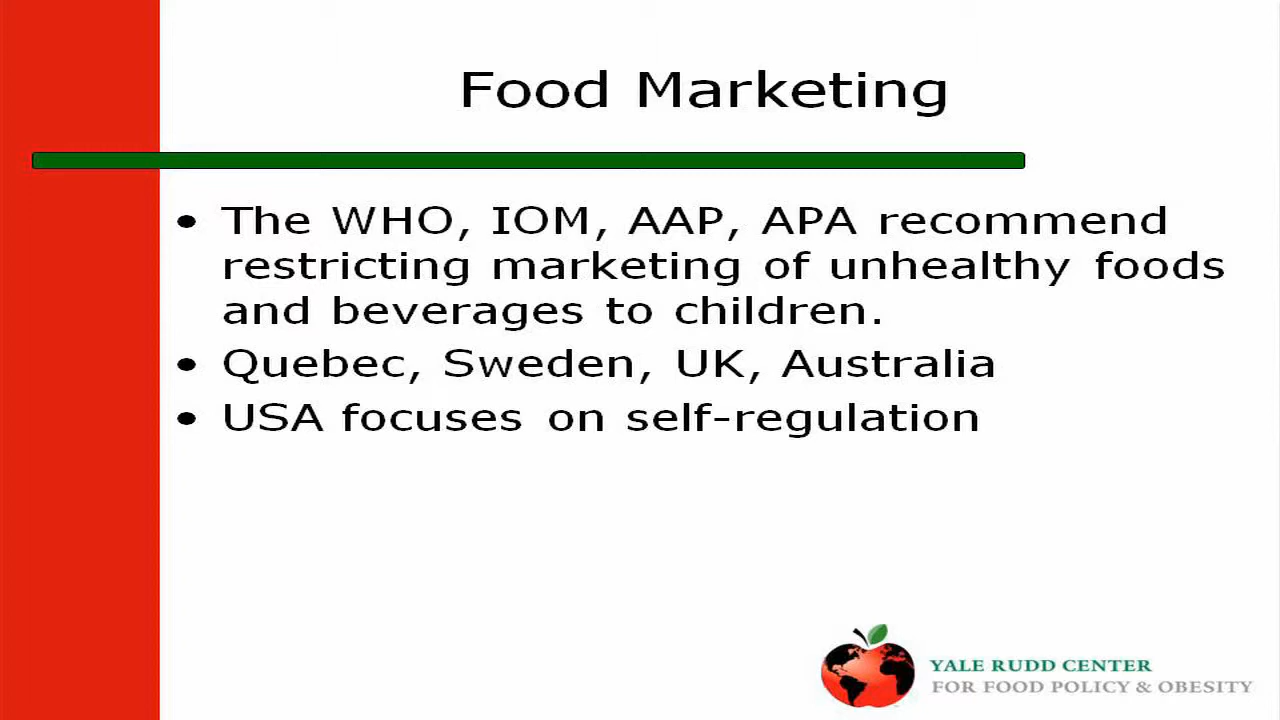 Food Marketing
• The WHO, IOM, AAP, APA recommend
restricting marketing of unhealthy foods
and beverages to children.
• Quebec, Sweden, UK, Australia
• USA focuses on self-regulation
YALE RUDD CENTER
FOR FOOD POLICY & OBESITY